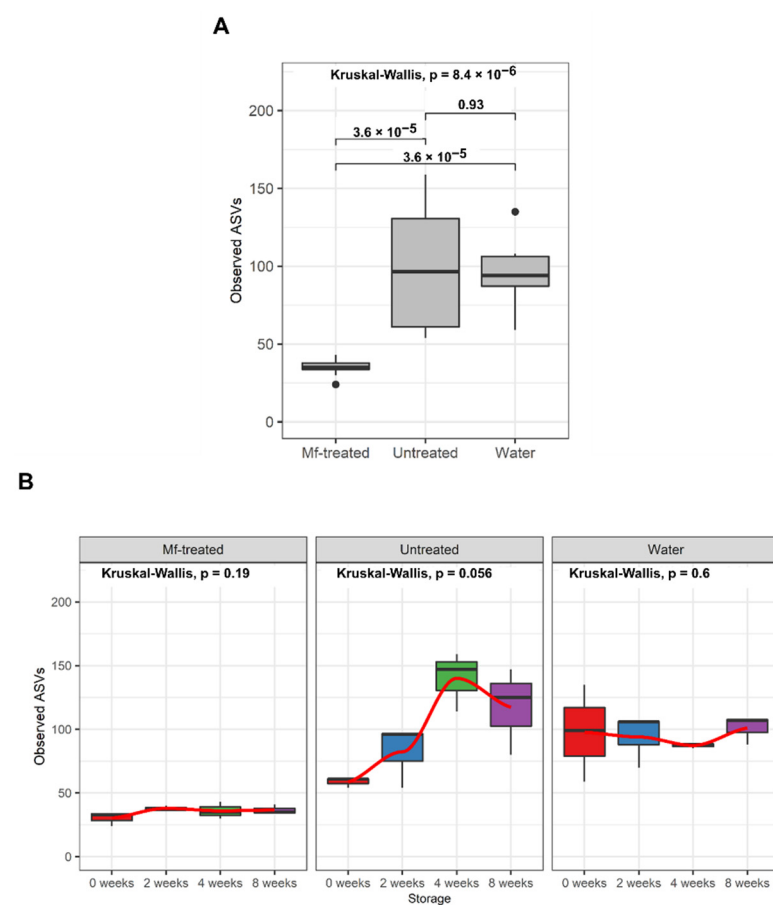 A
Kruskal-Wallis, p = 8.4 × 10⁻⁶
200
0.93
3.6 × 10⁻⁵
3.6 × 10⁻⁵
150
Observed ASVs
100
50
0
Mf-treated Untreated Water
B
Mf-treated Untreated Water
Kruskal-Wallis, p = 0.19 Kruskal-Wallis, p = 0.056 Kruskal-Wallis, p = 0.6
200
150
Observed ASVs
100
50
0
0 weeks 2 weeks 4 weeks 8 weeks 0 weeks 2 weeks 4 weeks 8 weeks 0 weeks 2 weeks 4 weeks 8 weeks
Storage